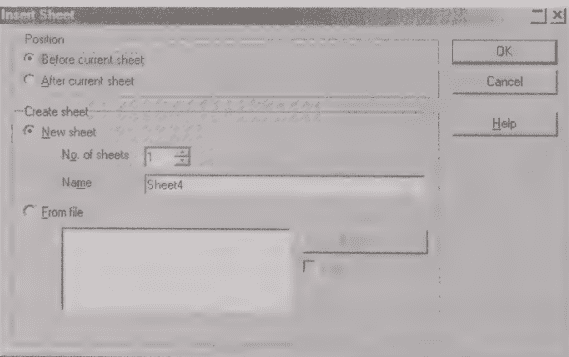 Insert Sheet
Position
Before current sheet
After current sheet
OK
Cancel
Help
Create sheet
New sheet
No. of sheets 1
Name Sheet4
From file